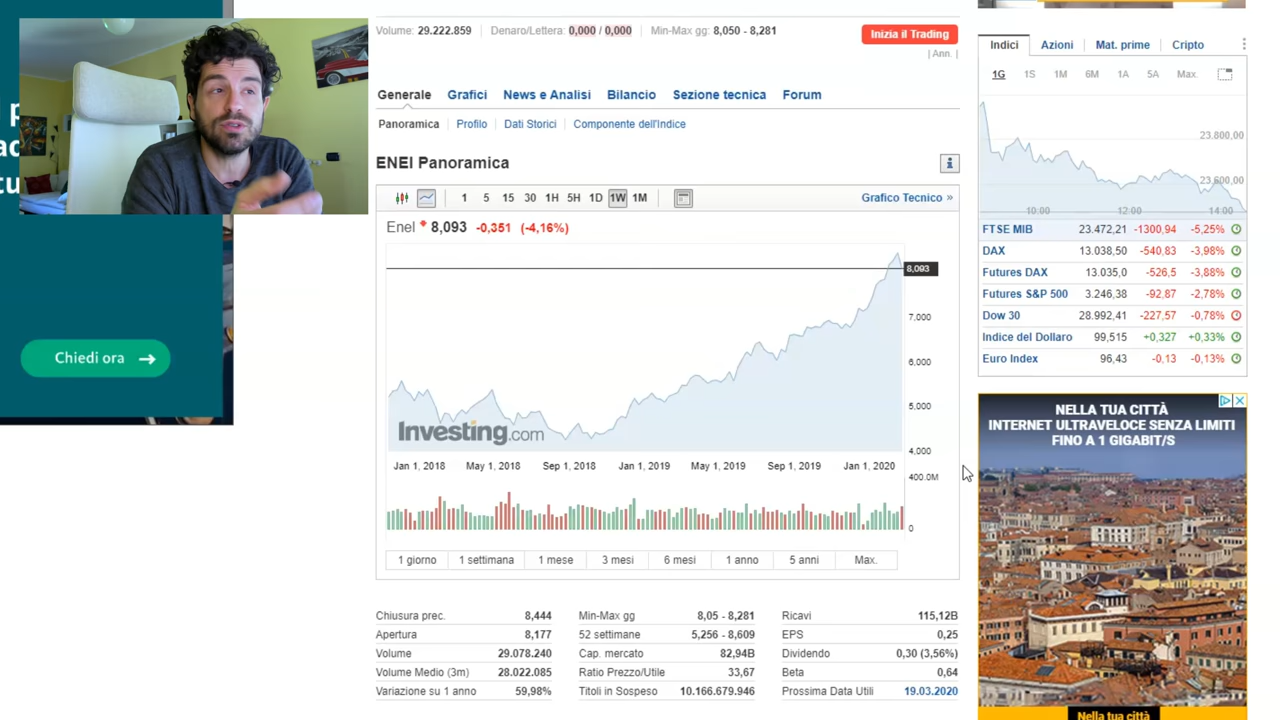 Volume: 29.222.859
Denaro/Lettera: 0,000 / 0,000
Min-Max gg: 8,050 - 8,281
Inizia il Trading
[ Ann. ]
Generale Grafici News e Analisi Bilancio Sezione tecnica Forum
Panoramica Profilo Dati Storici Componente dell'Indice
ENEI Panoramica
1 5 15 30 1H 5H 1D 1W 1M
Grafico Tecnico »
Enel 8,093 -0,351 (-4,16%)
8,093
7,000
6,000
5,000
4,000
Investing.com
Jan 1, 2018 May 1, 2018 Sep 1, 2018 Jan 1, 2019 May 1, 2019 Sep 1, 2019 Jan 1, 2020
400.0M
0
1 giorno 1 settimana 1 mese 3 mesi 6 mesi 1 anno 5 anni Max.
Chiusura prec. 8,444
Apertura 8,177
Volume 29.078.240
Volume Medio (3m) 28.022.085
Variazione su 1 anno 59,98%
Min-Max gg 8,05 - 8,281
52 settimane 5,256 - 8,609
Cap. mercato 82,94B
Ratio Prezzo/Utile 33,67
Titoli in Sospeso 10.166.679.946
Ricavi 115,12B
EPS 0,25
Dividendo 0,30 (3,56%)
Beta 0,64
Prossima Data Utili 19.03.2020
Chiedi ora →
Indici Azioni Mat. prime Cripto
1G 1S 1M 6M 1A 5A Max.
23.800,00
23.600,00
10:00 12:00 14:00
FTSE MIB 23.472,21 -1300,94 -5,25%
DAX 13.038,50 -540,83 -3,98%
Futures DAX 13.035,0 -526,5 -3,88%
Futures S&P 500 3.246,38 -92,87 -2,78%
Dow 30 28.992,41 -227,57 -0,78%
Indice del Dollaro 99,515 +0,327 +0,33%
Euro Index 96,43 -0,13 -0,13%
NELLA TUA CITTÀ
INTERNET ULTRAVELOCE SENZA LIMITI
FINO A 1 GIGABIT/S
Nella tua città